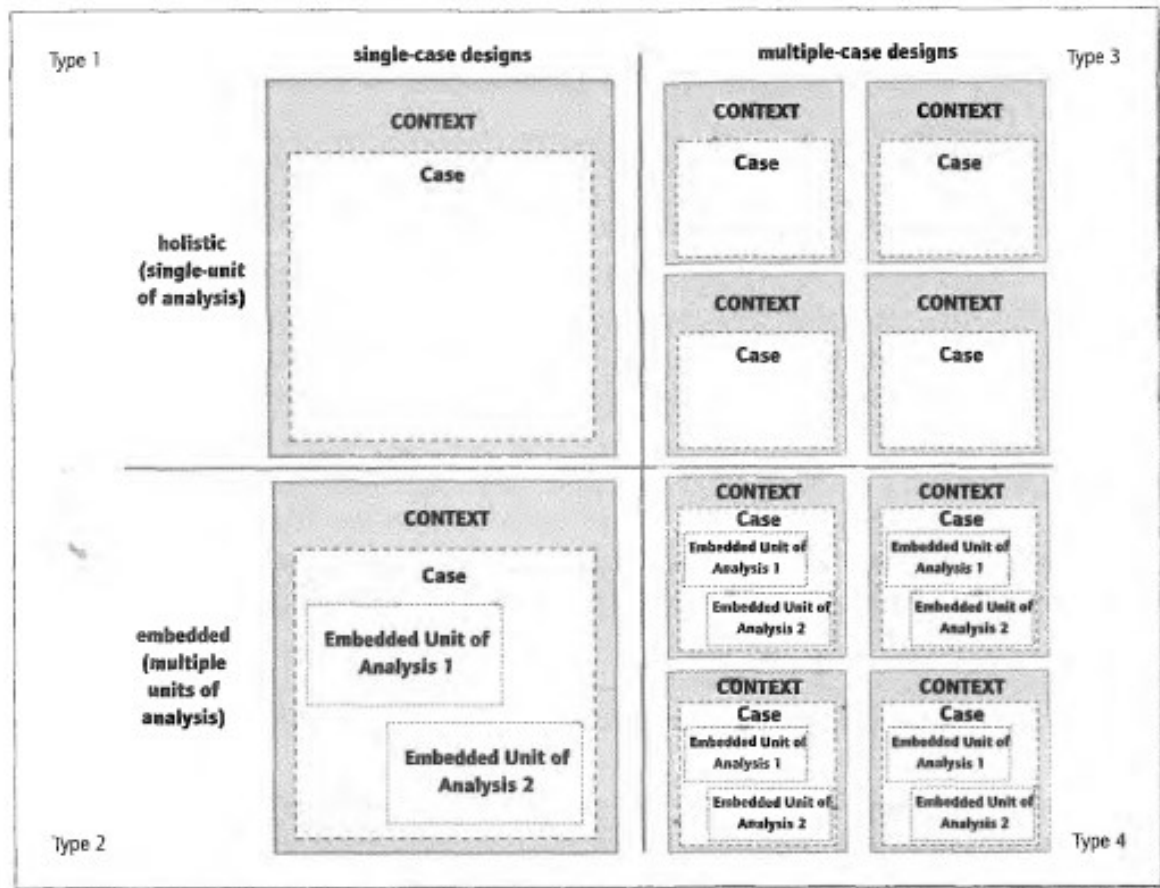 Type 1
single-case designs
multiple-case designs
Type 3
CONTEXT
Case
CONTEXT
Case
CONTEXT
Case
holistic
(single-unit
of analysis)
CONTEXT
Case
CONTEXT
Case
CONTEXT
Case
Embedded Unit of
Analysis 1
Embedded Unit of
Analysis 2
CONTEXT
Case
Embedded Unit of
Analysis 1
Embedded Unit of
Analysis 2
CONTEXT
Case
Embedded Unit of
Analysis 1
Embedded Unit of
Analysis 2
embedded
(multiple
units of
analysis)
CONTEXT
Case
Embedded Unit of
Analysis 1
Embedded Unit of
Analysis 2
CONTEXT
Case
Embedded Unit of
Analysis 1
Embedded Unit of
Analysis 2
Type 2
Type 4